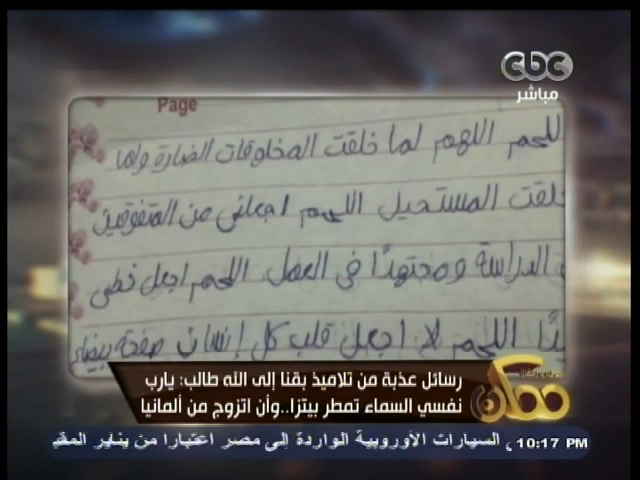 cbc
مباشر
Page
اللهم اللهم لما خلقت المخلوقات الضارة ولما
خلقت المستحيل اللهم اجعلني من المتفوقين
الدراسة ومجتهدًا في العمل اللهم اجعل خطي
اللهم لا اجعل قلب كل إنسان صفحة بيضاء
رسائل عذبة من تلاميذ بقنا إلى الله طالب: يارب
نفسي السماء تمطر بيتزا..وأن اتزوج من ألمانيا
ممكن
السيارات الأوروبية الواردة إلى مصر اعتبارا من يناير المقب
10:17 PM